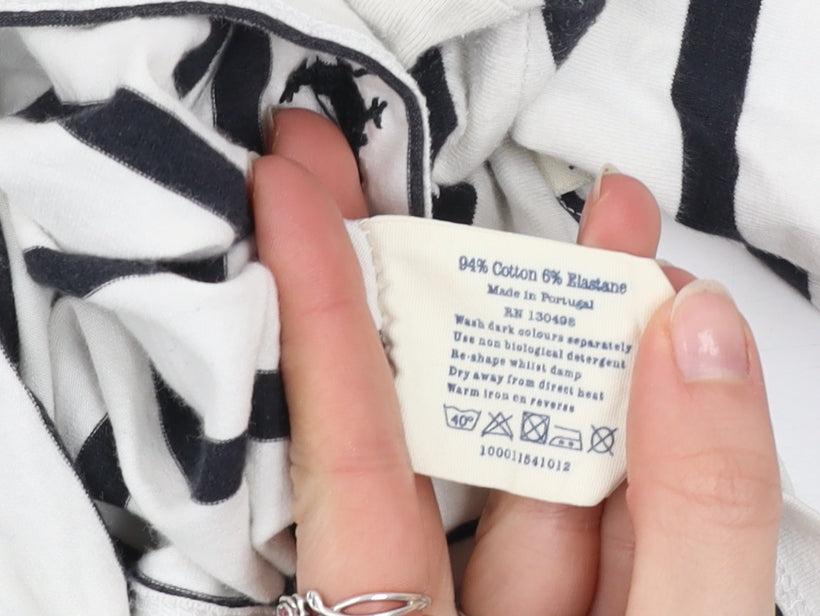 94% Cotton 6% Elastane
Made in Portugal
RN 130498
Wash dark colours separately
Use non biological detergent
Re-shape whilst damp
Dry away from direct heat
Warm iron on reverse
40°
100011541012